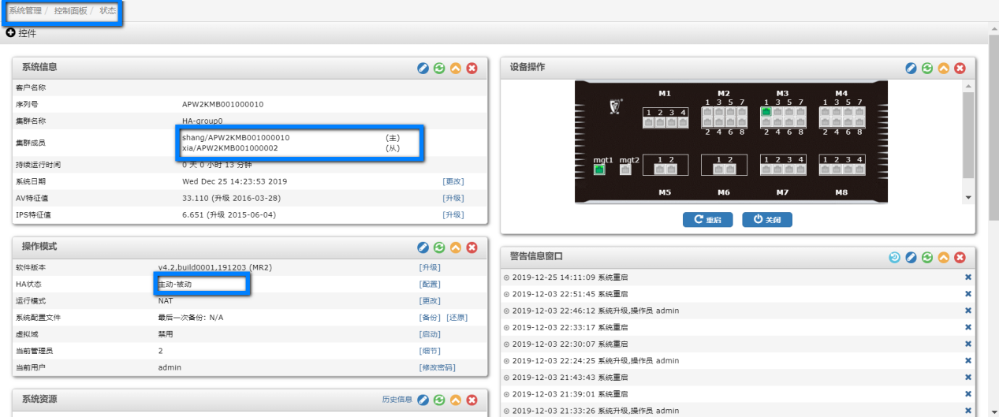 系统管理 / 控制面板 / 状态
控件
系统信息
客户名称
序列号 APW2KMB001000010
集群名称 HA-group0
集群成员 shang/APW2KMB001000010 (主)
xia/APW2KMB001000002 (从)
持续运行时间 0 天 0 小时 13 分钟
系统日期 Wed Dec 25 14:23:53 2019 [更改]
AV特征值 33.110 (升级 2016-03-28) [升级]
IPS特征值 6.651 (升级 2015-06-04) [升级]
操作模式
软件版本 v4.2,build0001,191203 (MR2) [升级]
HA状态 主动-被动 [配置]
运行模式 NAT [更改]
系统配置文件 最后一次备份: N/A [备份] [还原]
虚拟域 禁用 [启动]
当前管理员 2 [细节]
当前用户 admin [修改密码]
系统资源 历史信息
设备操作
M1 M2 M3 M4
1 3 5 7 1 3 5 7 1 3 5 7
1 2 3 4
2 4 6 8 2 4 6 8 2 4 6 8
mgt1 mgt2 1 2 1 2 1 2 3 4 1 2 3 4
M5 M6 M7 M8
重启 关闭
警告信息窗口
2019-12-25 14:11:09 系统重启
2019-12-03 22:51:45 系统重启
2019-12-03 22:46:12 系统升级,操作员 admin
2019-12-03 22:33:17 系统重启
2019-12-03 22:30:07 系统重启
2019-12-03 22:24:25 系统升级,操作员 admin
2019-12-03 21:43:43 系统重启
2019-12-03 21:39:01 系统重启
2019-12-03 21:33:26 系统升级,操作员 admin